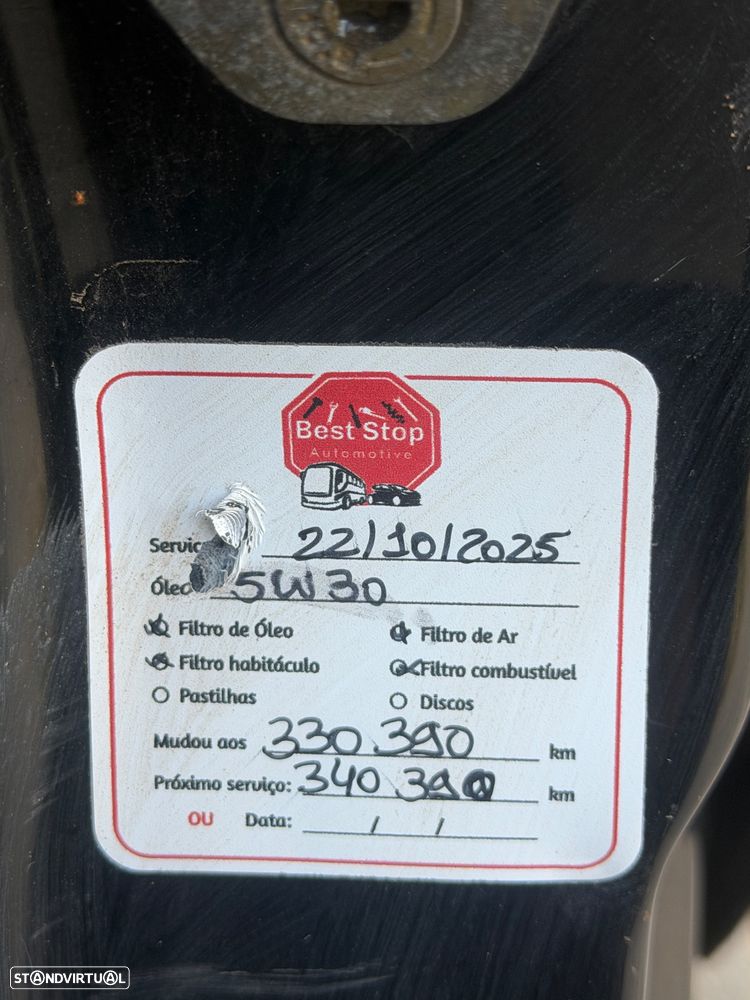 Best Stop
Automotive
Serviç 22/10/2025
Óleo 5W30
Filtro de Óleo Filtro de Ar
Filtro habitáculo Filtro combustível
Pastilhas Discos
Mudou aos 330.390 km
Próximo serviço: 340.390 km
OU Data: / /
STANDVIRTUAL